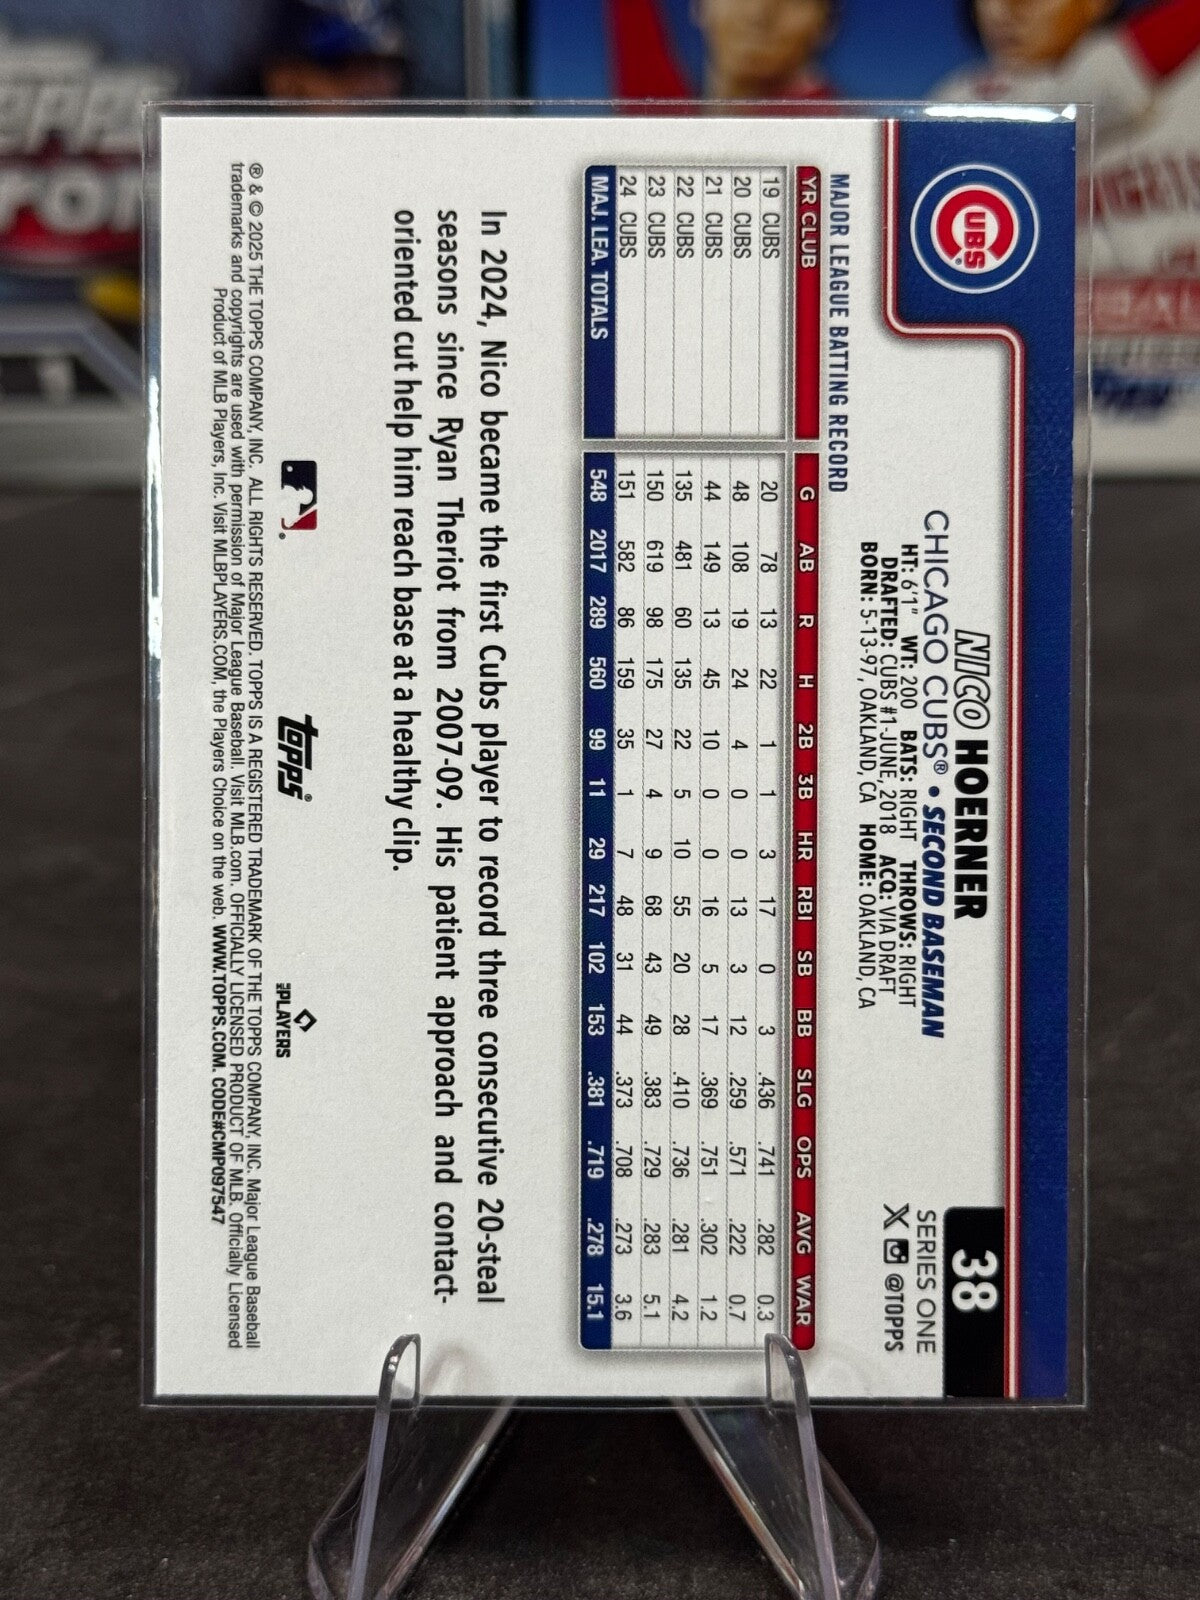 38
SERIES ONE
@TOPPS
CUBS
NICO HOERNER
CHICAGO CUBS® • SECOND BASEMAN
HT: 6'1" WT: 200 BATS: RIGHT THROWS: RIGHT
DRAFTED: CUBS #1-JUNE, 2018 ACQ: VIA DRAFT
BORN: 5-13-97, OAKLAND, CA HOME: OAKLAND, CA
MAJOR LEAGUE BATTING RECORD
YR CLUB G AB R H 2B 3B HR RBI SB BB SLG OPS AVG WAR
19 CUBS 20 78 13 22 1 1 3 17 0 3 .436 .741 .282 0.3
20 CUBS 48 108 19 24 4 0 0 13 3 12 .259 .571 .222 0.7
21 CUBS 44 149 13 45 10 0 0 16 5 17 .369 .751 .302 1.2
22 CUBS 135 481 60 135 22 5 10 55 20 28 .410 .736 .281 4.2
23 CUBS 150 619 98 175 27 4 9 68 43 49 .383 .729 .283 5.1
24 CUBS 151 582 86 159 35 1 7 48 31 44 .373 .708 .273 3.6
MAJ. LEA. TOTALS 548 2017 289 560 99 11 29 217 102 153 .381 .719 .278 15.1
In 2024, Nico became the first Cubs player to record three consecutive 20-steal
seasons since Ryan Theriot from 2007-09. His patient approach and contact-
oriented cut help him reach base at a healthy clip.
topps®
PLAYERS
® & © 2025 THE TOPPS COMPANY, INC. ALL RIGHTS RESERVED. TOPPS IS A REGISTERED TRADEMARK OF THE TOPPS COMPANY, INC. Major League Baseball
trademarks and copyrights are used with permission of Major League Baseball. Visit MLB.com. OFFICIALLY LICENSED PRODUCT OF MLB. Officially Licensed
Product of MLB Players, Inc. Visit MLBPLAYERS.COM, the Players Choice on the web. WWW.TOPPS.COM. CODE#CMP097547